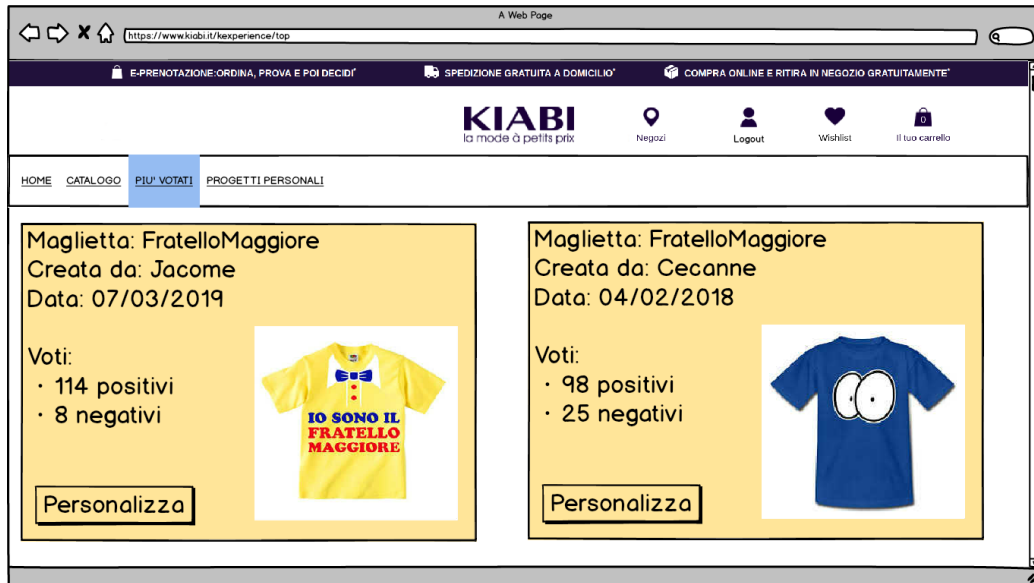 A Web Page
https://www.kiabi.it/kexperience/top
E-PRENOTAZIONE:ORDINA, PROVA E POI DECIDI* SPEDIZIONE GRATUITA A DOMICILIO* COMPRA ONLINE E RITIRA IN NEGOZIO GRATUITAMENTE*
KIABI
la mode à petits prix
Negozi Logout Wishlist Il tuo carrello
0
HOME CATALOGO PIU' VOTATI PROGETTI PERSONALI
Maglietta: FratelloMaggiore
Creata da: Jacome
Data: 07/03/2019
Voti:
• 114 positivi
• 8 negativi
IO SONO IL
FRATELLO
MAGGIORE
Personalizza
Maglietta: FratelloMaggiore
Creata da: Cecanne
Data: 04/02/2018
Voti:
• 98 positivi
• 25 negativi
Personalizza